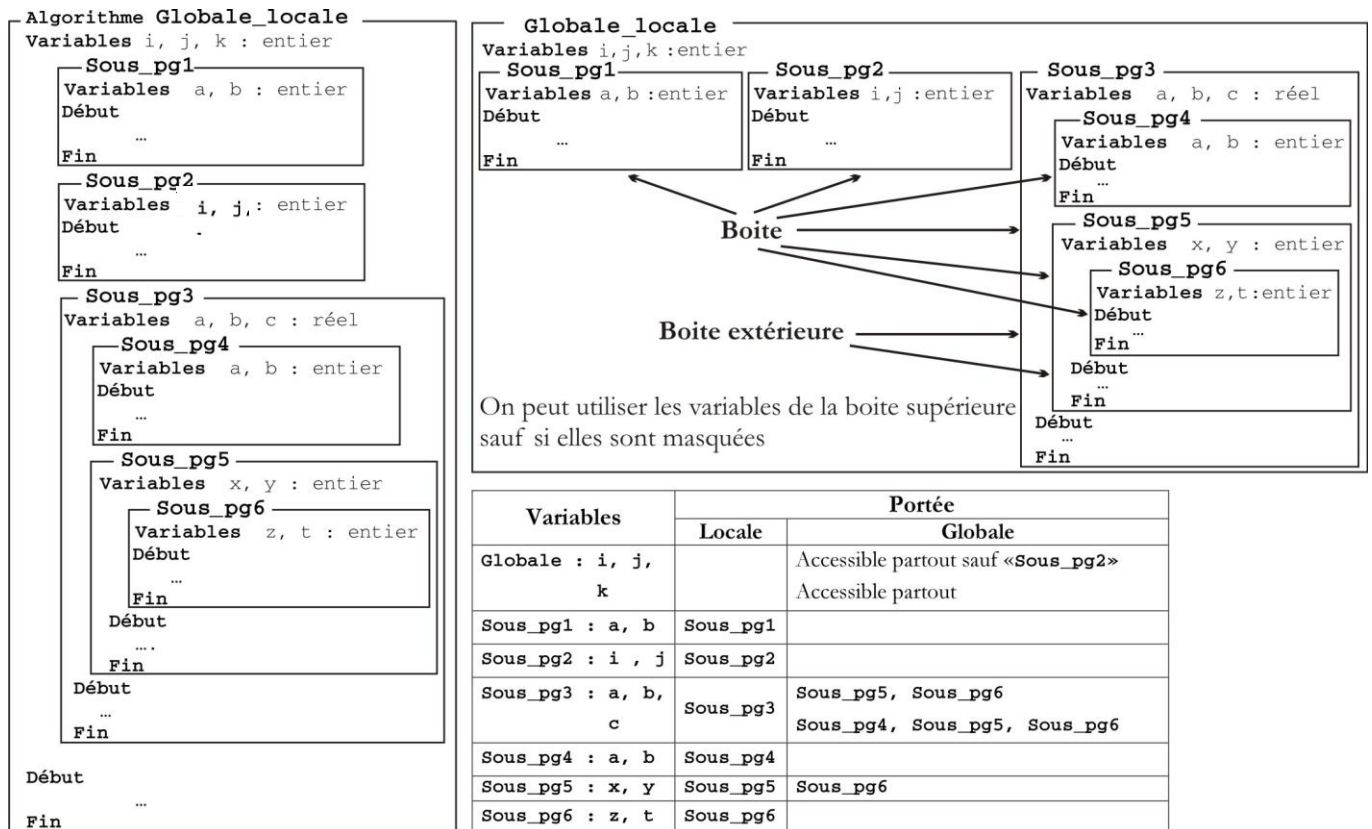 Algorithme Globale_locale
Variables i, j, k : entier
Sous_pg1
Variables a, b : entier
Début
…
Fin
Sous_pg2
Variables i, j, : entier
Début
…
Fin
Sous_pg3
Variables a, b, c : réel
Sous_pg4
Variables a, b : entier
Début
…
Fin
Sous_pg5
Variables x, y : entier
Sous_pg6
Variables z, t : entier
Début
…
Fin
Début
….
Fin
Début
…
Fin
Début
…
Fin
Globale_locale
Variables i,j,k :entier
Sous_pg1
Variables a,b :entier
Début
…
Fin
Sous_pg2
Variables i,j :entier
Début
…
Fin
Sous_pg3
Variables a, b, c : réel
Sous_pg4
Variables a, b : entier
Début
…
Fin
Sous_pg5
Variables x, y : entier
Sous_pg6
Variables z,t:entier
Début
…
Fin
Début
…
Fin
Début
…
Fin
Boite
Boite extérieure
On peut utiliser les variables de la boite supérieure
sauf si elles sont masquées
Variables Portée
Locale Globale
Globale : i, j, Accessible partout sauf «Sous_pg2»
k Accessible partout
Sous_pg1 : a, b Sous_pg1
Sous_pg2 : i , j Sous_pg2
Sous_pg3 : a, b, Sous_pg3 Sous_pg5, Sous_pg6
c Sous_pg4, Sous_pg5, Sous_pg6
Sous_pg4 : a, b Sous_pg4
Sous_pg5 : x, y Sous_pg5 Sous_pg6
Sous_pg6 : z, t Sous_pg6